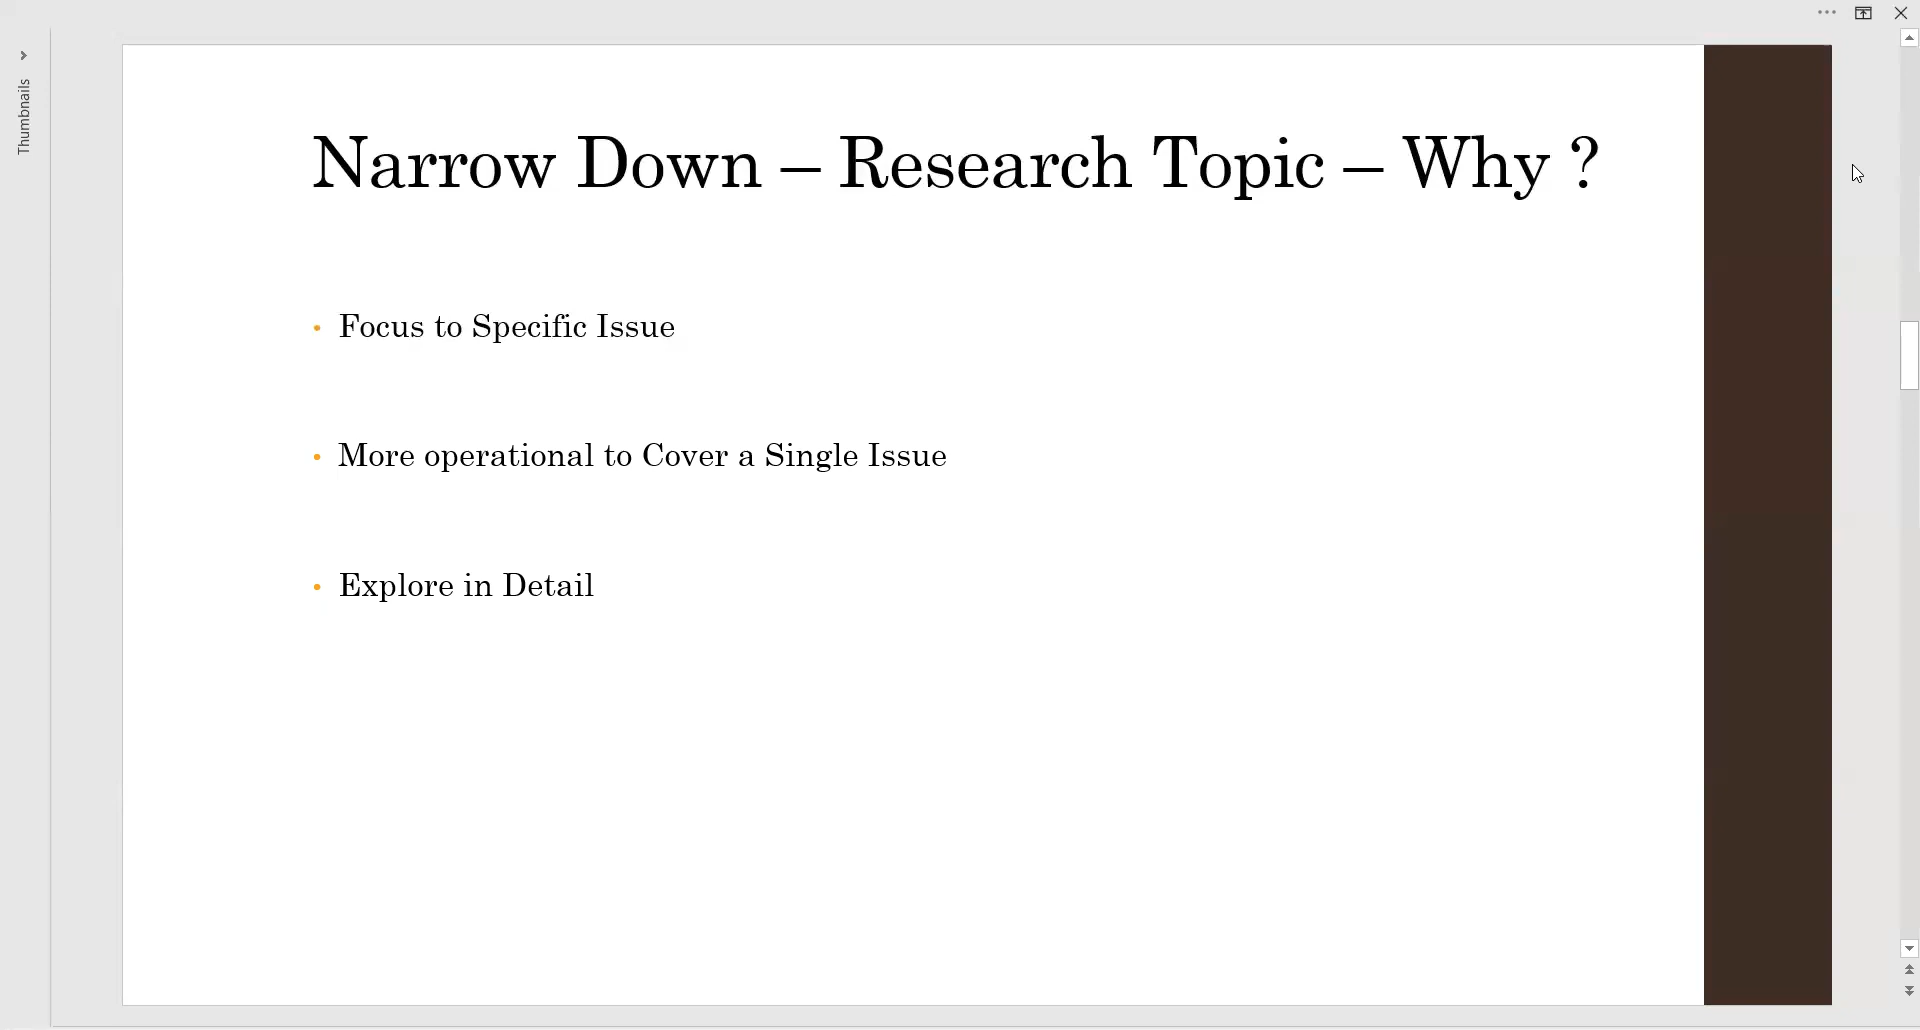 Thumbnails
Narrow Down – Research Topic – Why ?
• Focus to Specific Issue
• More operational to Cover a Single Issue
• Explore in Detail